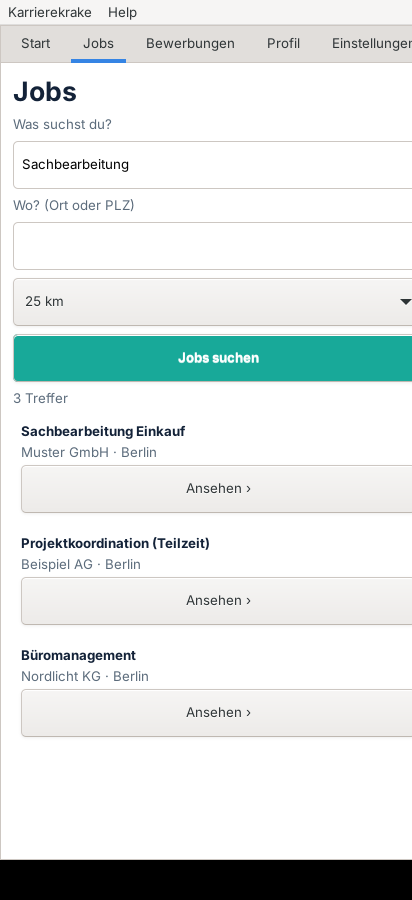 Karrierekrake Help
Start Jobs Bewerbungen Profil Einstellungen
Jobs
Was suchst du?
Sachbearbeitung
Wo? (Ort oder PLZ)
25 km
Jobs suchen
3 Treffer
Sachbearbeitung Einkauf
Muster GmbH · Berlin
Ansehen ›
Projektkoordination (Teilzeit)
Beispiel AG · Berlin
Ansehen ›
Büromanagement
Nordlicht KG · Berlin
Ansehen ›